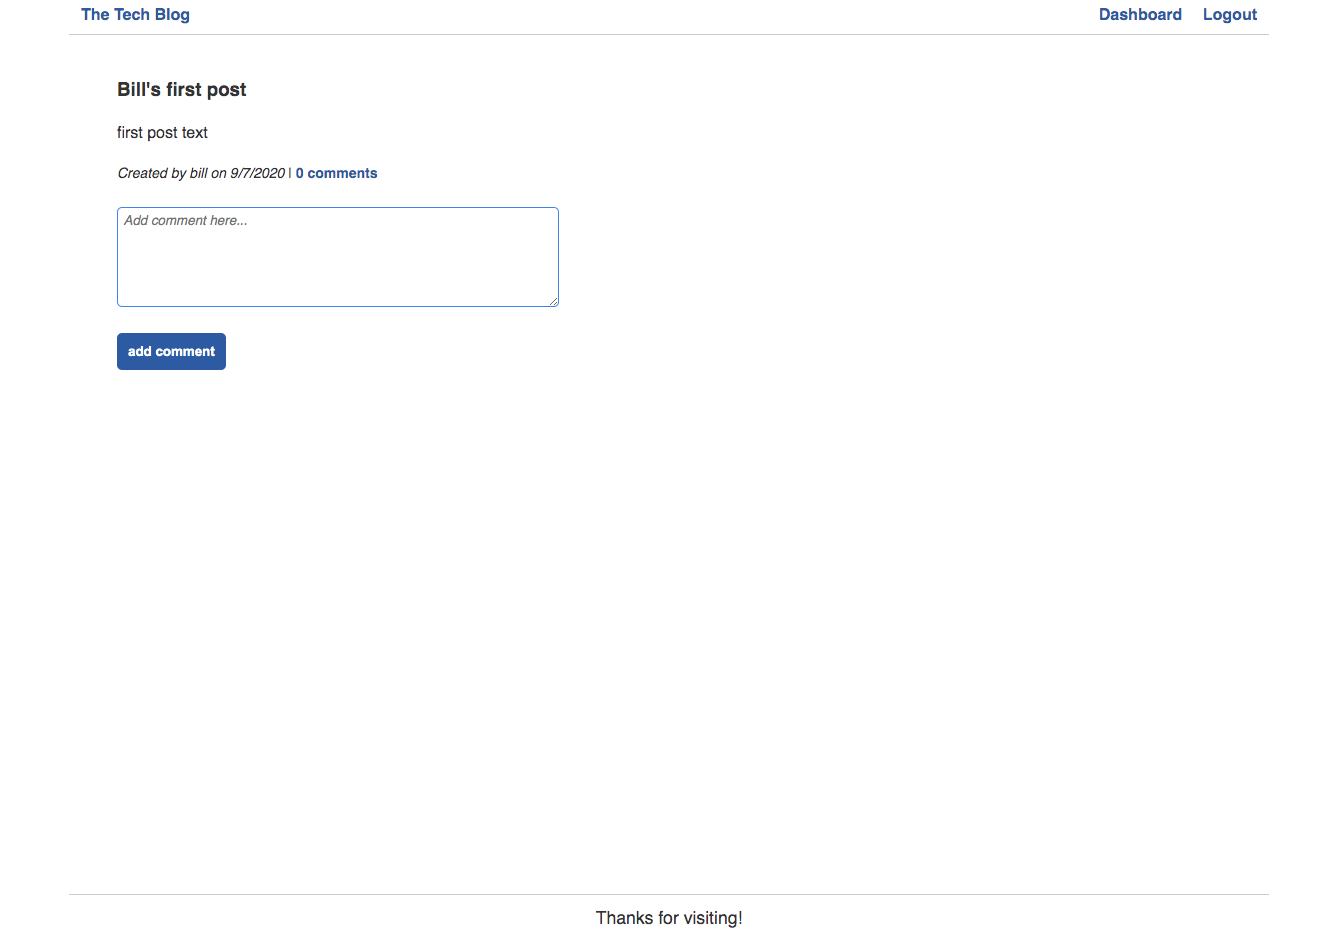 The Tech Blog Dashboard Logout
Bill's first post
first post text
Created by bill on 9/7/2020 | 0 comments
Add comment here...
add comment
Thanks for visiting!